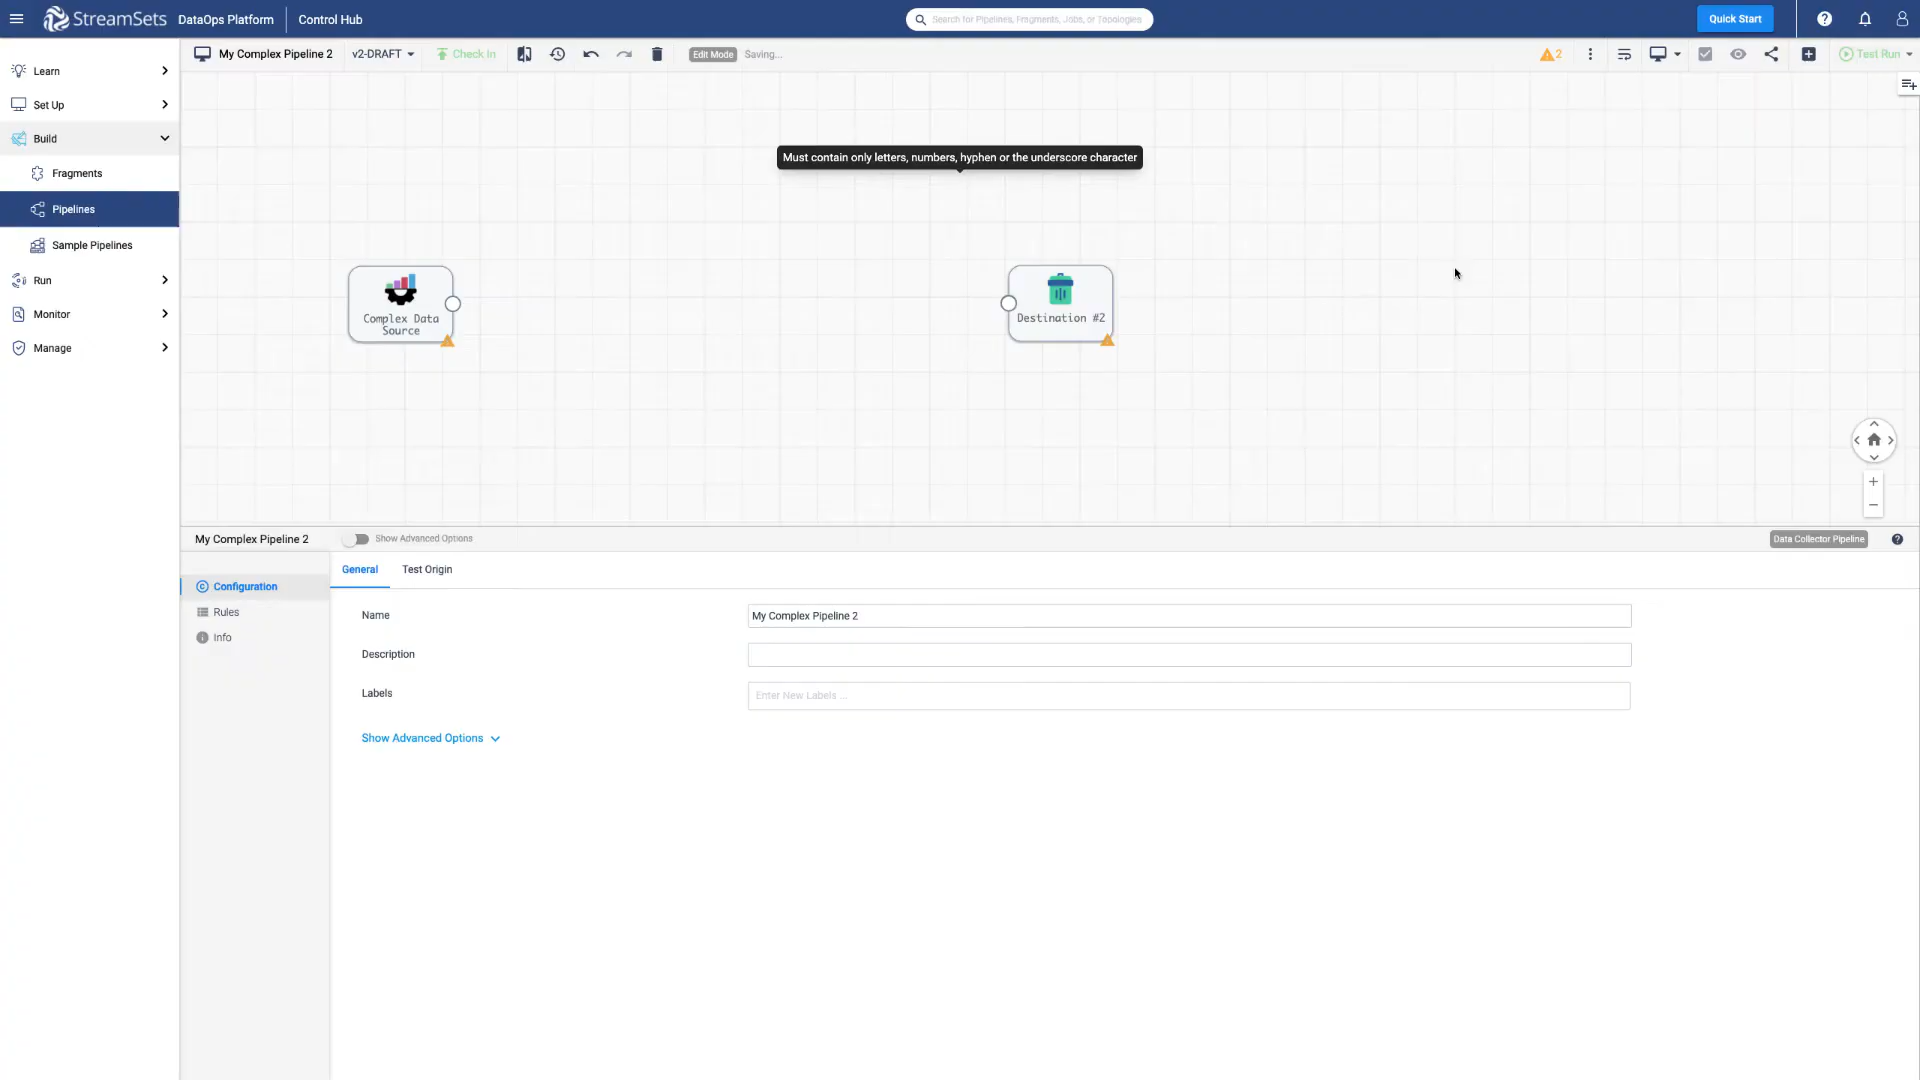 StreamSets DataOps Platform Control Hub
Search for Pipelines, Fragments, Jobs, or Topologies
Quick Start
My Complex Pipeline 2
v2-DRAFT
Check In
Edit Mode
Saving...
2
Test Run
Learn
Set Up
Build
Fragments
Pipelines
Sample Pipelines
Run
Monitor
Manage
Must contain only letters, numbers, hyphen or the underscore character
Complex Data
Source
Destination #2
My Complex Pipeline 2
Show Advanced Options
Data Collector Pipeline
Configuration
Rules
Info
General
Test Origin
Name
My Complex Pipeline 2
Description
Labels
Enter New Labels ...
Show Advanced Options